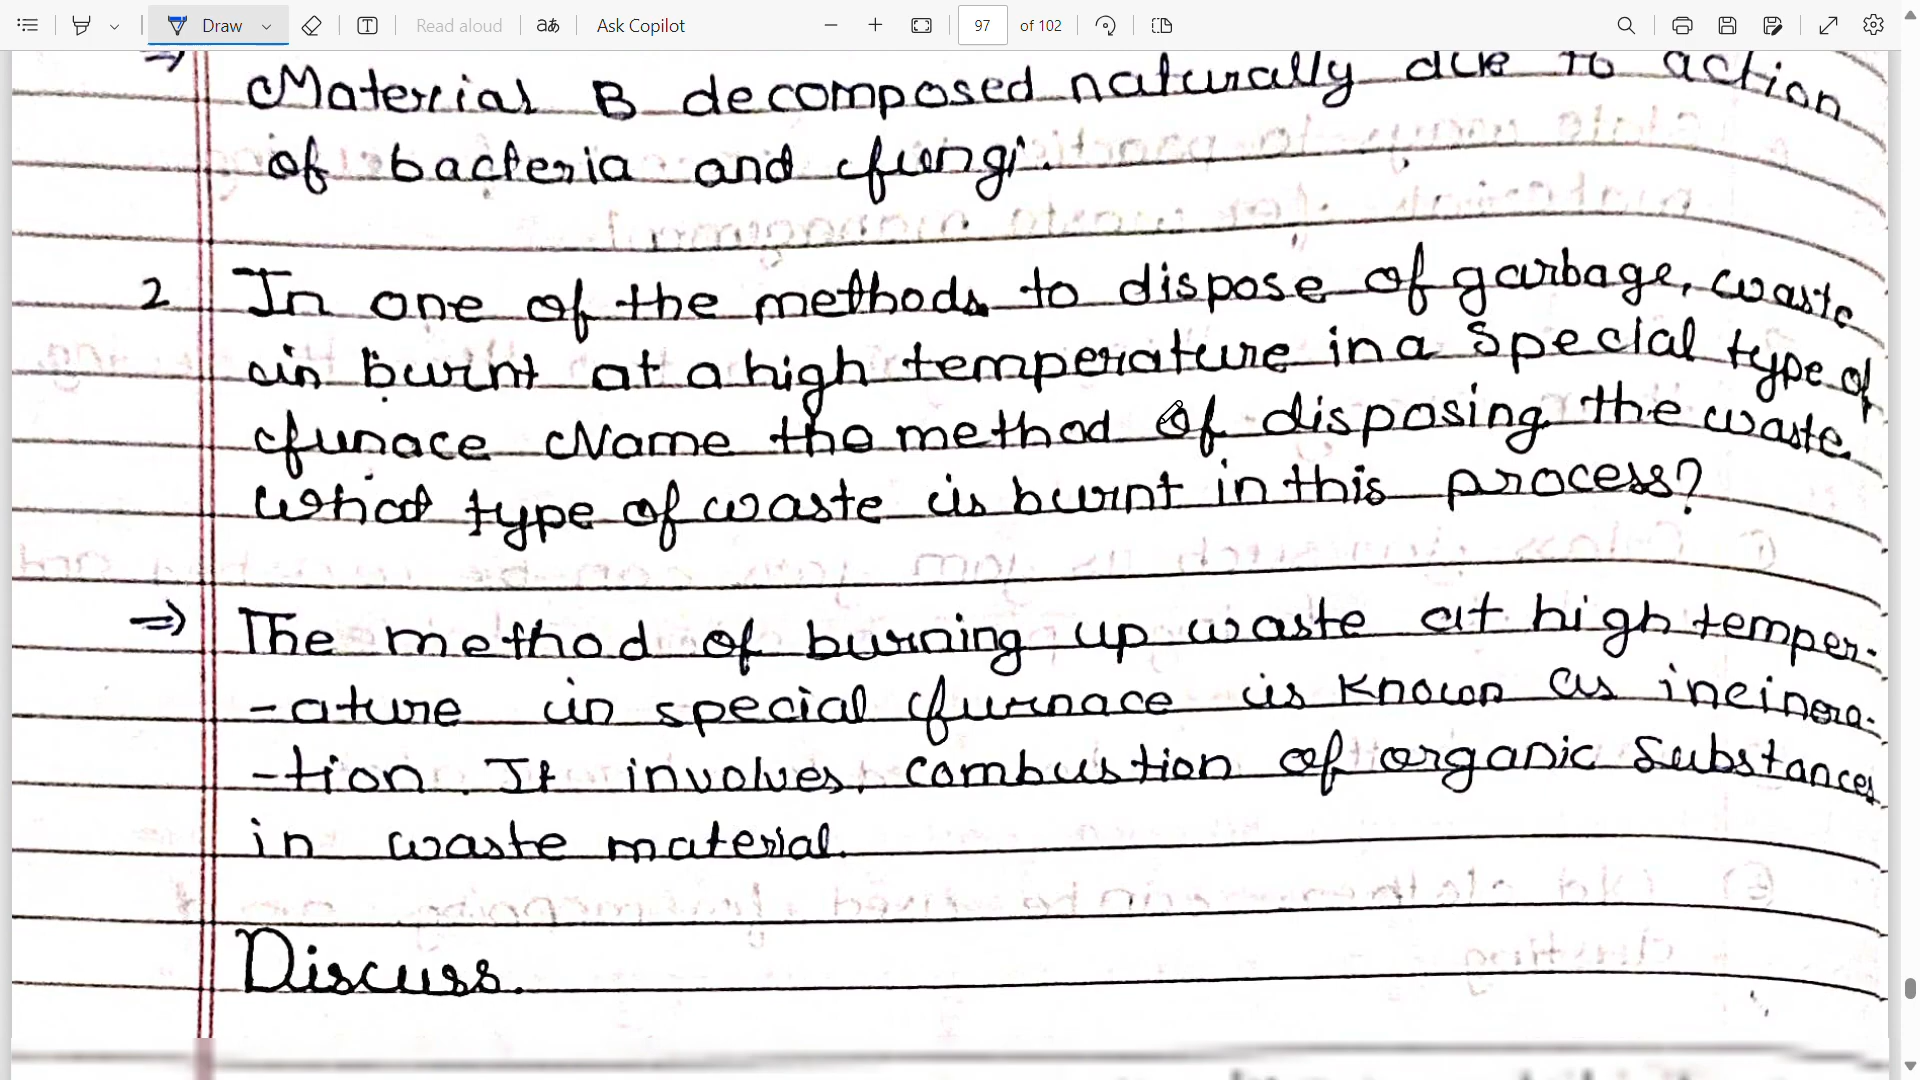 Draw
Read aloud
Ask Copilot
97 of 102
=> Material B decomposed naturally due to action
of bacteria and fungi.
2 In one of the methods to dispose of garbage, waste
in burnt at a high temperature in a special type of
funace Name the method of disposing the waste.
What type of waste is burnt in this process?
=> The method of burning up waste at high temper-
-ature in special furnace is known as incinera-
-tion. It involves combustion of organic substances
in waste material.
Discuss.